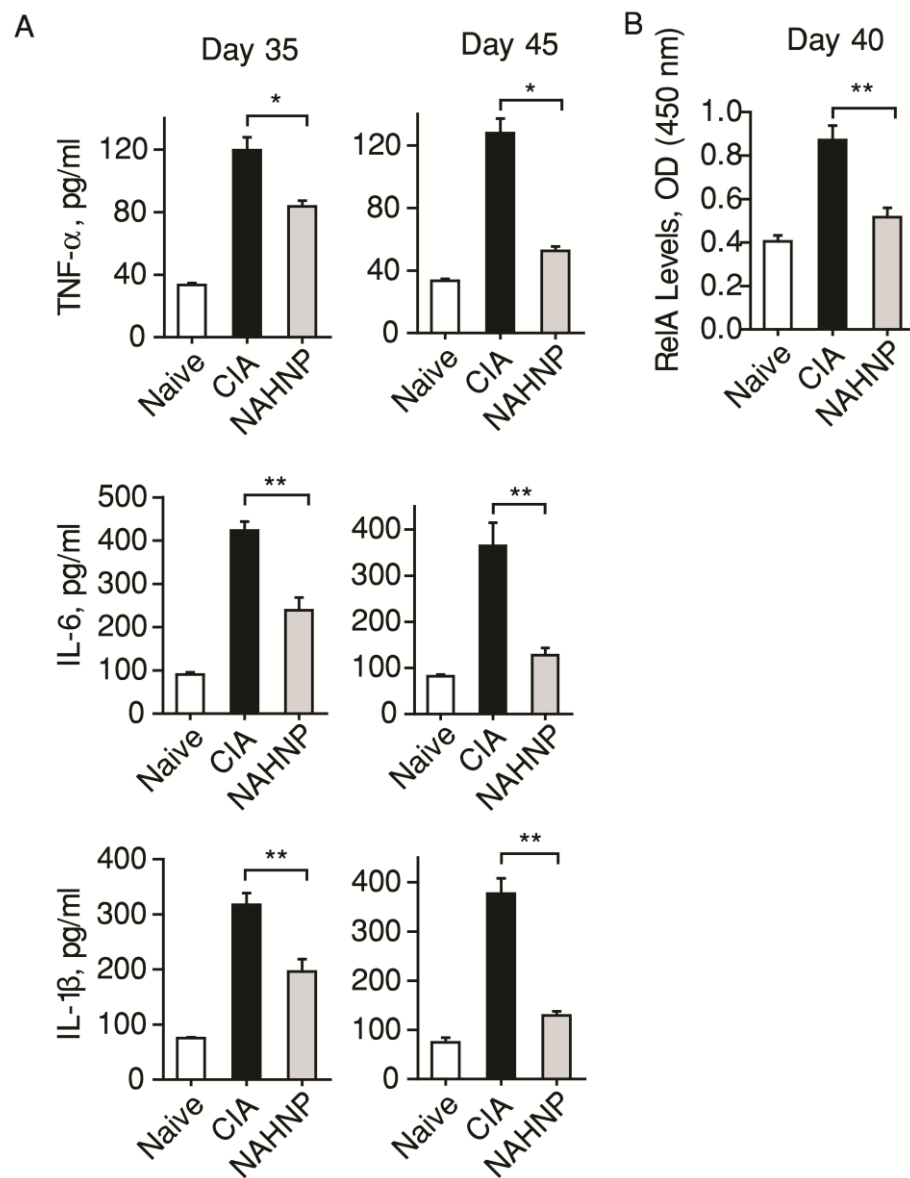 A
Day 35
Day 45
B
Day 40
TNF-α, pg/ml
120
80
40
0
*
Naive
CIA
NAHNP
120
80
40
0
*
Naive
CIA
NAHNP
RelA Levels, OD (450 nm)
1.0
0.8
0.6
0.4
0.2
0.0
**
Naive
CIA
NAHNP
IL-6, pg/ml
500
400
300
200
100
0
**
Naive
CIA
NAHNP
400
300
200
100
0
**
Naive
CIA
NAHNP
IL-1β, pg/ml
400
300
200
100
0
**
Naive
CIA
NAHNP
400
300
200
100
0
**
Naive
CIA
NAHNP